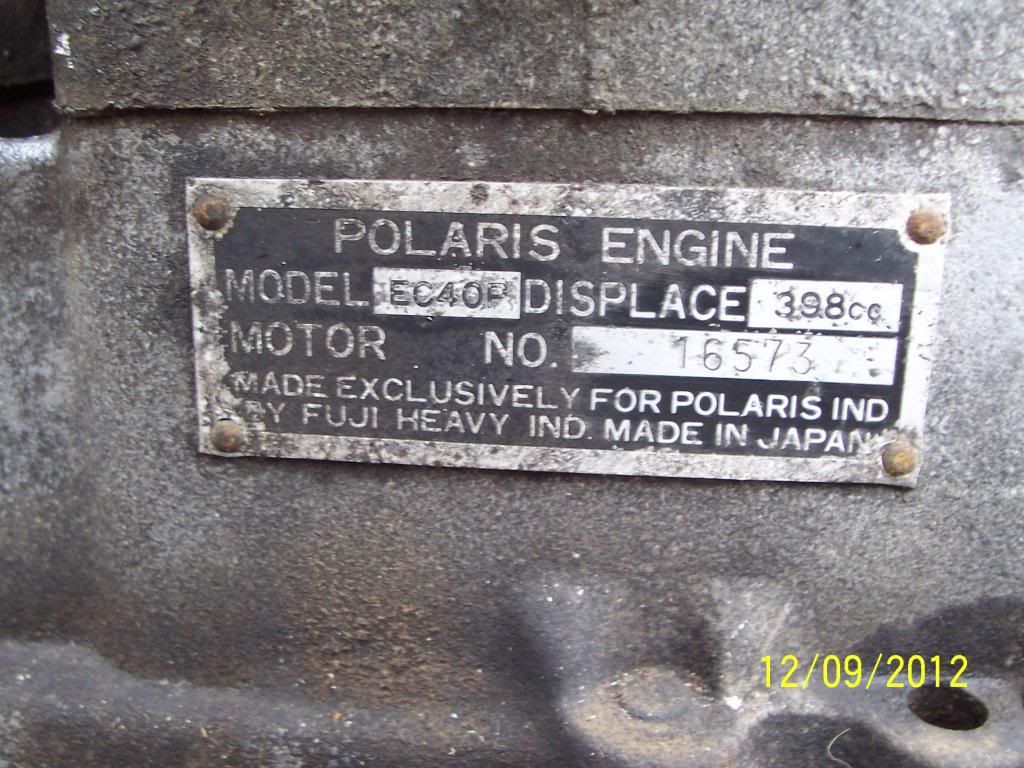 POLARIS ENGINE
MODEL EC40P DISPLACE 398cc
MOTOR NO. 16573
MADE EXCLUSIVELY FOR POLARIS IND
BY FUJI HEAVY IND. MADE IN JAPAN
12/09/2012